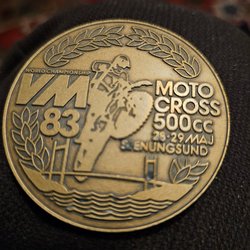 WORLD CHAMPIONSHIP
VM
83
MOTO
CROSS
500CC
28-29 MAJ
STENUNGSUND